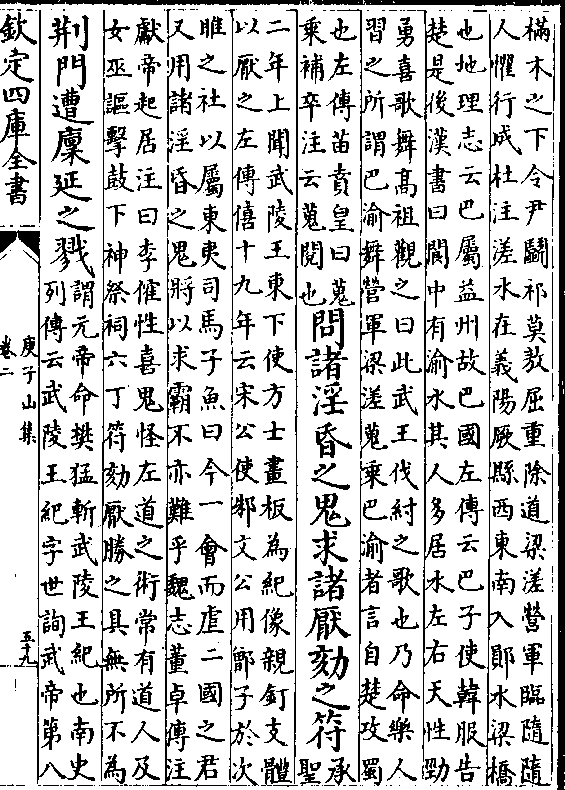 樠木之下令尹鬭祁莫敖屈重除道梁溠營軍臨隨隨
人懼行成杜注溠水在義陽厥縣西東南入鄖水梁橋
也地理志云巴屬益州故巴國左傳云巴子使韓服告
楚是後漢書曰閬中有渝水其人多居水左右天性勁
勇喜歌舞髙祖觀之曰此武王伐紂之歌也乃命樂人
習之所謂巴渝舞營軍梁溠蒐乗巴渝者言自楚攻蜀
也左傳苗賁皇曰蒐
乗補卒注云蒐閲也
問諸淫昏之鬼求諸厭劾之符
承
聖
二年上聞武陵王東下使方士畫板為紀像親釘支體
以厭之左傳僖十九年云宋公使邾文公用鄫子於次
睢之社以屬東夷司馬子魚曰今一會而虐二國之君
又用諸淫昏之鬼將以求霸不亦難乎魏志董卓傳注
獻帝起居注曰李傕性喜鬼怪左道之術常有道人及
女巫謳擊鼓下神祭祠六丁符劾厭勝之具無所不為
荆門遭廩延之戮
謂元帝命樊猛斬武陵王紀也南史
列傳云武陵王紀字世詢武帝第八
欽定四庫全書
庾子山集
卷二
五十九